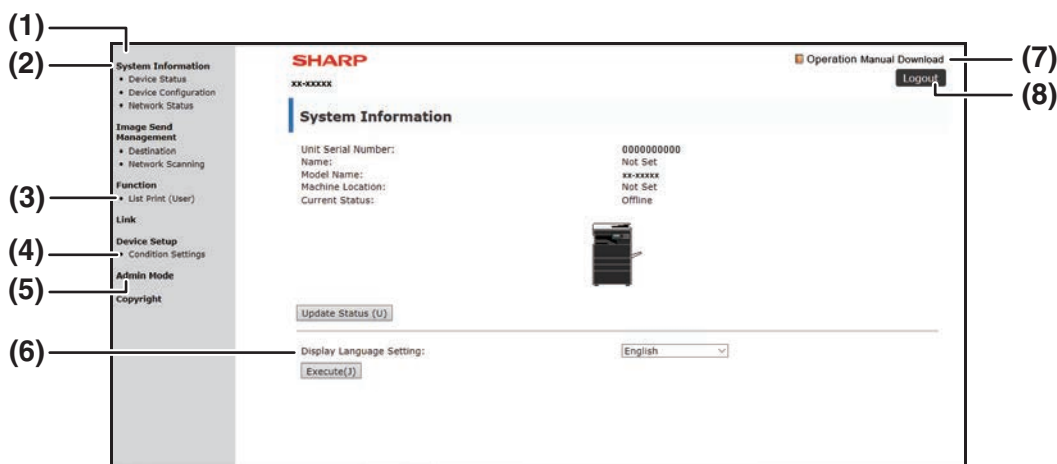 (1)
(2)
(3)
(4)
(5)
(6)
(7)
(8)
System Information
• Device Status
• Device Configuration
• Network Status
Image Send
Management
• Destination
• Network Scanning
Function
• List Print (User)
Link
Device Setup
• Condition Settings
Admin Mode
Copyright
SHARP
xx-xxxxx
Operation Manual Download
Logout
System Information
Unit Serial Number: 0000000000
Name: Not Set
Model Name: xx-xxxxx
Machine Location: Not Set
Current Status: Offline
Update Status (U)
Display Language Setting: English
Execute(J)